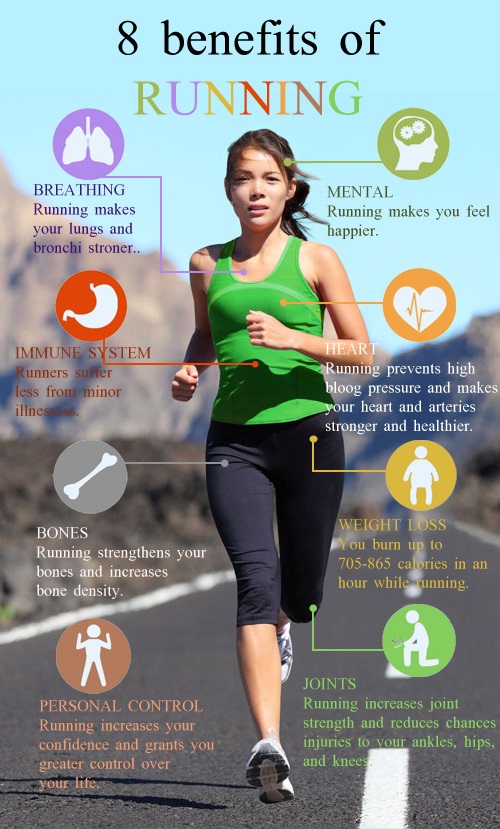 8 benefits of
RUNNING
BREATHING
Running makes
your lungs and
bronchi stroner..
MENTAL
Running makes you feel
happier.
IMMUNE SYSTEM
Runners suffer
less from minor
illnesses.
HEART
Running prevents high
bloog pressure and makes
your heart and arteries
stronger and healthier.
BONES
Running strengthens your
bones and increases
bone density.
WEIGHT LOSS
You burn up to
705-865 calories in an
hour while running.
PERSONAL CONTROL
Running increases your
confidence and grants you
greater control over
your life.
JOINTS
Running increases joint
strength and reduces chances
injuries to your ankles, hips,
and knees.